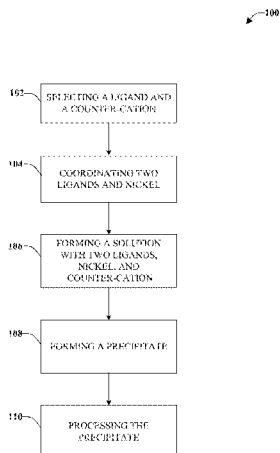 100
102
SELECTING A LIGAND AND
A COUNTER-CATION
104
COORDINATING TWO
LIGANDS AND NICKEL
106
FORMING A SOLUTION
WITH TWO LIGANDS,
NICKEL, AND
COUNTER-CATION
108
FORMING A PRECIPITATE
110
PROCESSING THE
PRECIPITATE